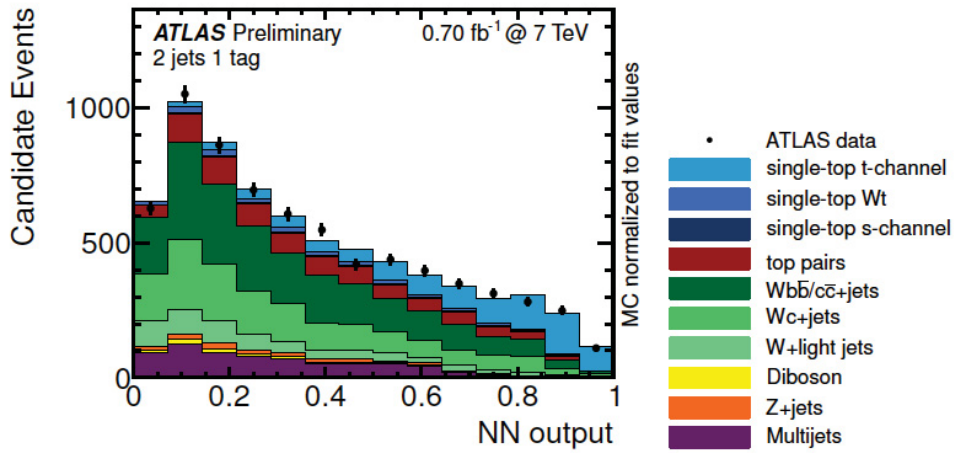 ATLAS Preliminary 0.70 fb⁻¹ @ 7 TeV
2 jets 1 tag
Candidate Events
1000
500
0
0 0.2 0.4 0.6 0.8 1
NN output
MC normalized to fit values
ATLAS data
single-top t-channel
single-top Wt
single-top s-channel
top pairs
Wbb̅/cc̅+jets
Wc+jets
W+light jets
Diboson
Z+jets
Multijets